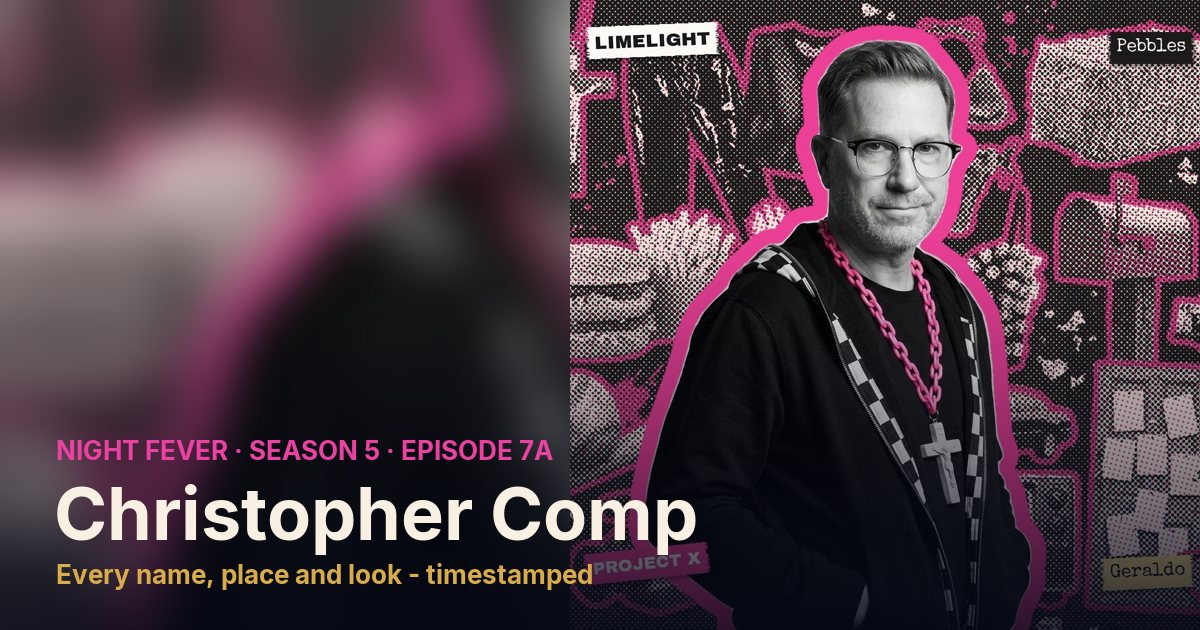 LIMELIGHT
Pebbles
NIGHT FEVER · SEASON 5 · EPISODE 7A
Christopher Comp
Every name, place and look - timestamped
PROJECT X
Geraldo